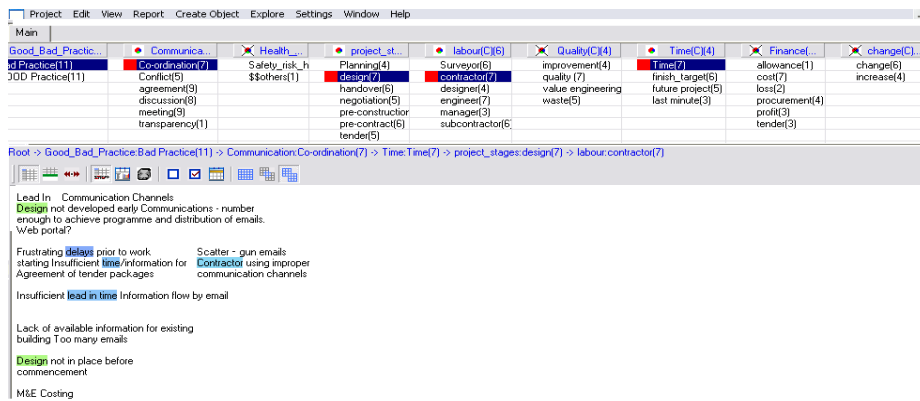 Project Edit View Report Create Object Explore Settings Window Help
Main
Good_Bad_Practic... Communica... Health_... project_st... labour(C)(6) Quality(C)(4) Time(C)(4) Finance(... change(C)...
ad Practice(11) Co-ordination(7) Safety_risk_h Planning(4) Surveyor(6) improvement(4) Time(7) allowance(1) change(6)
OOD Practice(11) Conflict(5) $$others(1) design(7) contractor(7) quality (7) finish_target(6) cost(7) increase(4)
agreement(9) handover(6) designer(4) value engineering future project(5) loss(2)
discussion(8) negotiation(5) engineer(7) waste(5) last minute(3) procurement(4)
meeting(9) pre-construction manager(3) profit(3)
transparency(1) pre-contract(6) subcontractor(6) tender(3)
tender(5)
Root -> Good_Bad_Practice:Bad Practice(11) -> Communication:Co-ordination(7) -> Time:Time(7) -> project_stages:design(7) -> labour:contractor(7)
Lead In Communication Channels
Design not developed early Communications - number
enough to achieve programme and distribution of emails.
Web portal?
Frustrating delays prior to work Scatter - gun emails
starting Insufficient time/information for Contractor using improper
Agreement of tender packages communication channels
Insufficient lead in time Information flow by email
Lack of available information for existing
building Too many emails
Design not in place before
commencement
M&E Costing